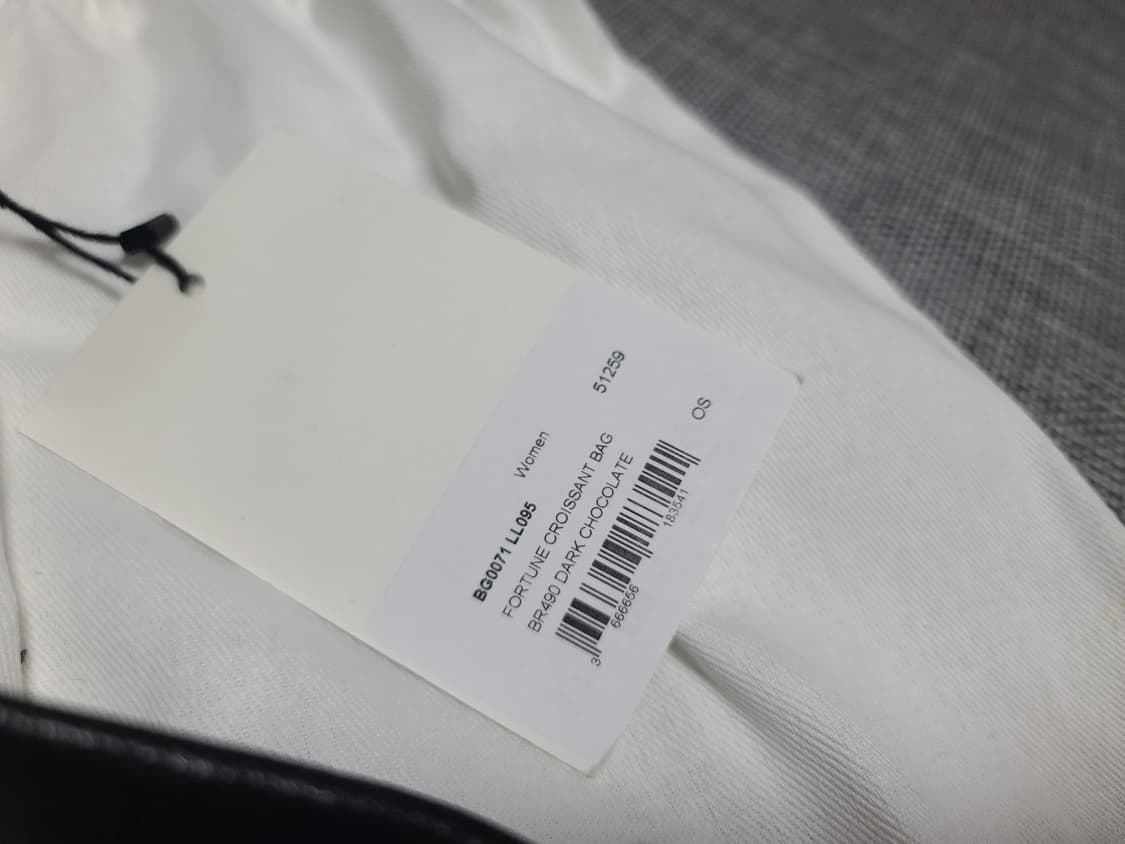 BG0071 LL095 Women 51259
FORTUNE CROISSANT BAG
BR490 DARK CHOCOLATE OS
3 666656 183541